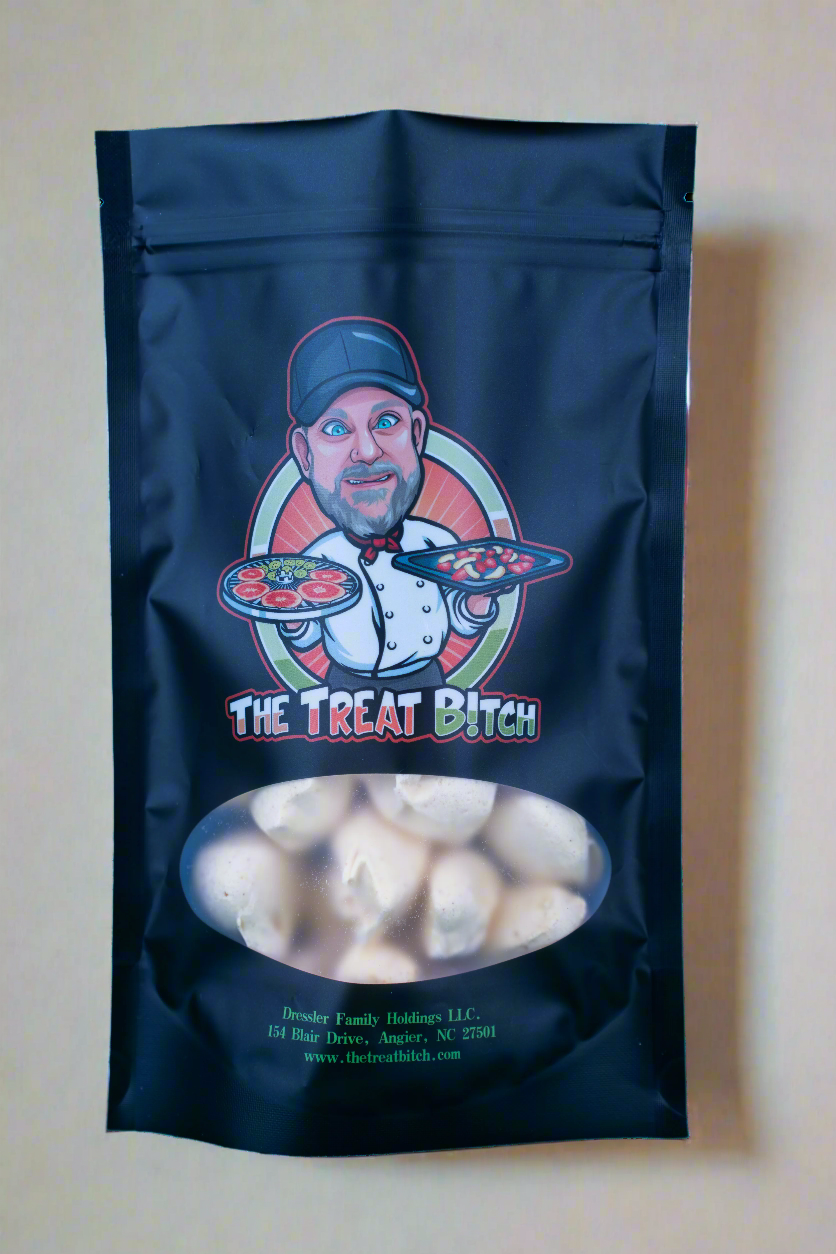 THE TREAT B!TCH
Dressler Family Holdings LLC.
154 Blair Drive, Angier, NC 27501
www.thetreatbitch.com